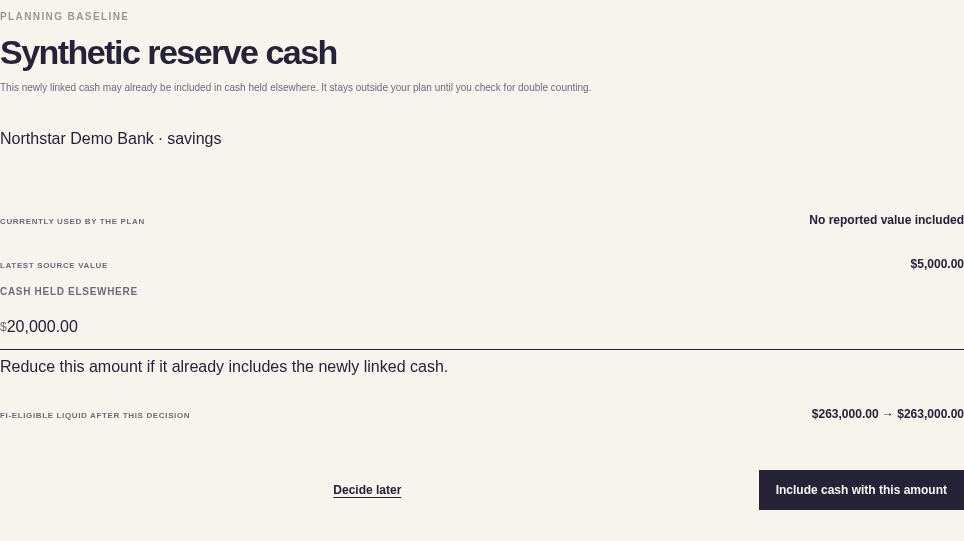 PLANNING BASELINE
Synthetic reserve cash
This newly linked cash may already be included in cash held elsewhere. It stays outside your plan until you check for double counting.
Northstar Demo Bank · savings
CURRENTLY USED BY THE PLAN
No reported value included
LATEST SOURCE VALUE
$5,000.00
CASH HELD ELSEWHERE
$20,000.00
Reduce this amount if it already includes the newly linked cash.
FI-ELIGIBLE LIQUID AFTER THIS DECISION
$263,000.00 → $263,000.00
Decide later
Include cash with this amount